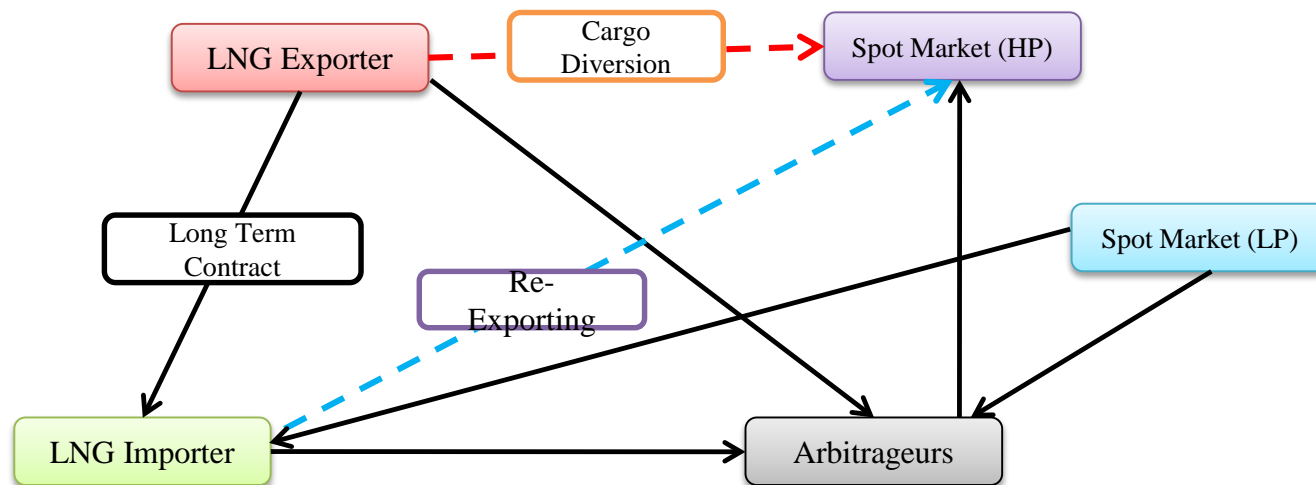 Cargo
Diversion
LNG Exporter
Spot Market (HP)
Long Term
Contract
Spot Market (LP)
Re-
Exporting
LNG Importer
Arbitrageurs